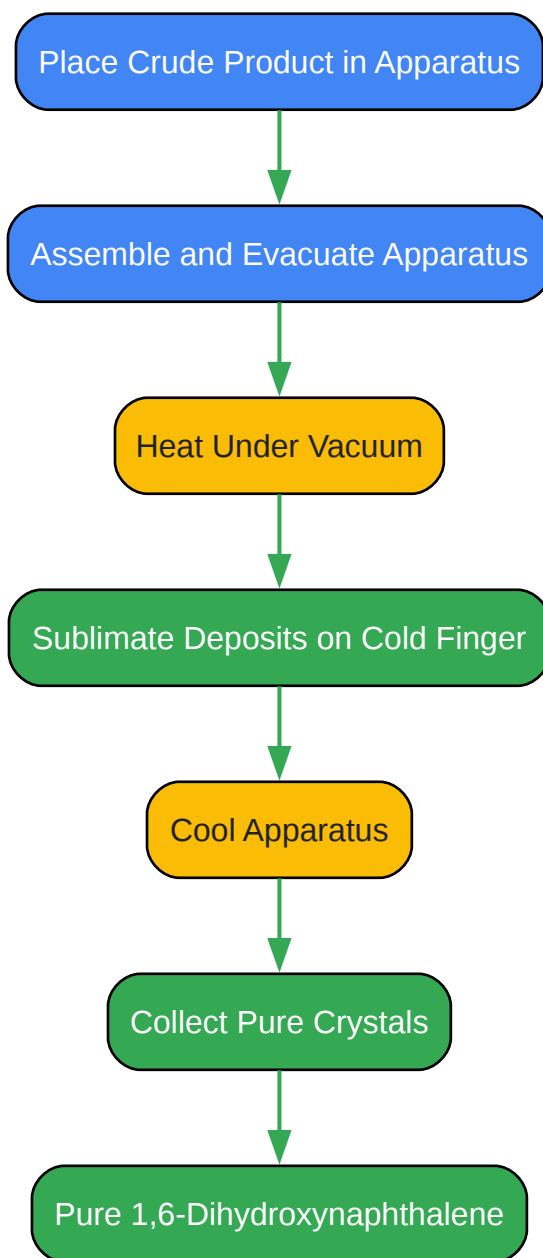 Place Crude Product in Apparatus
Assemble and Evacuate Apparatus
Heat Under Vacuum
Sublimate Deposits on Cold Finger
Cool Apparatus
Collect Pure Crystals
Pure 1,6-Dihydroxynaphthalene